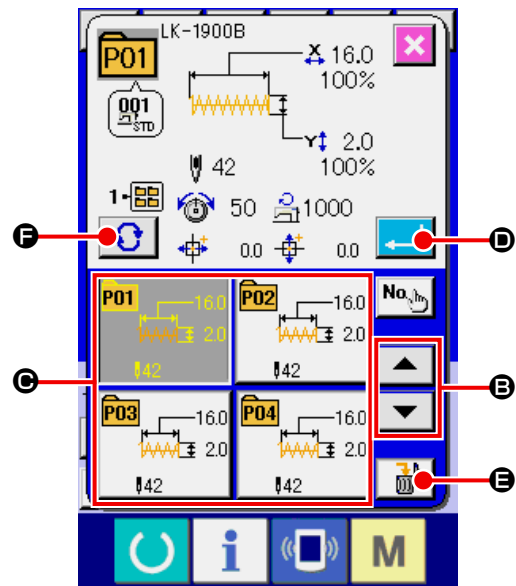 LK-1900B
P01
X 16.0
100%
001
STD
Y 2.0
100%
42
1・
50 1000
F
D
0.0 0.0
P01 16.0
2.0
42
P02 16.0
2.0
42
No.
C
B
P03 16.0
2.0
42
P04 16.0
2.0
42
E
i
M